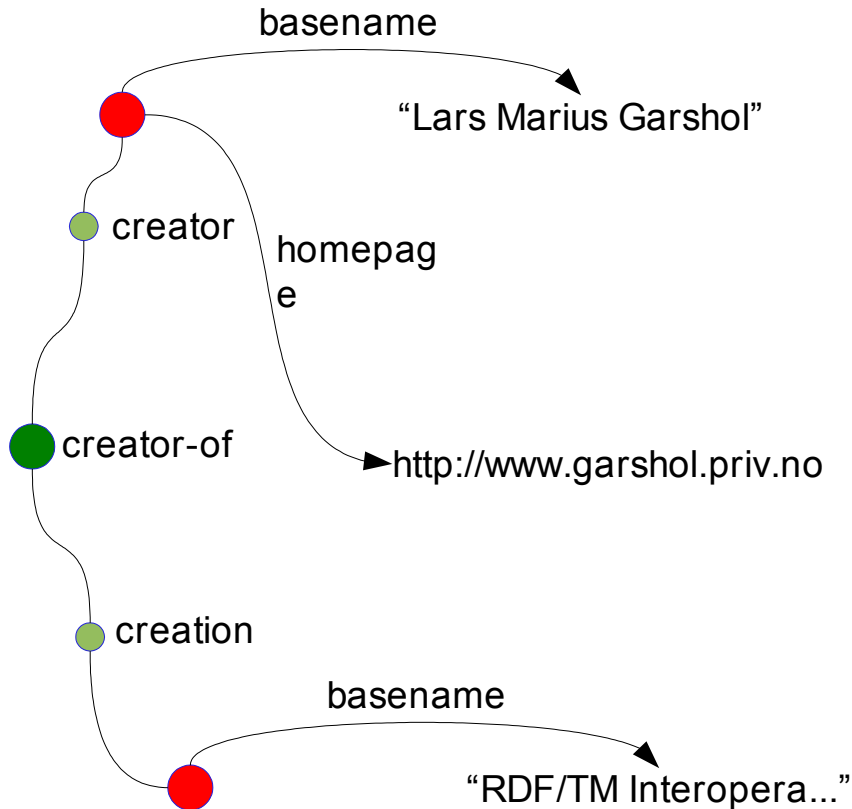 basename
“Lars Marius Garshol”
creator
homepag
e
creator-of
http://www.garshol.priv.no
creation
basename
“RDF/TM Interopera...”